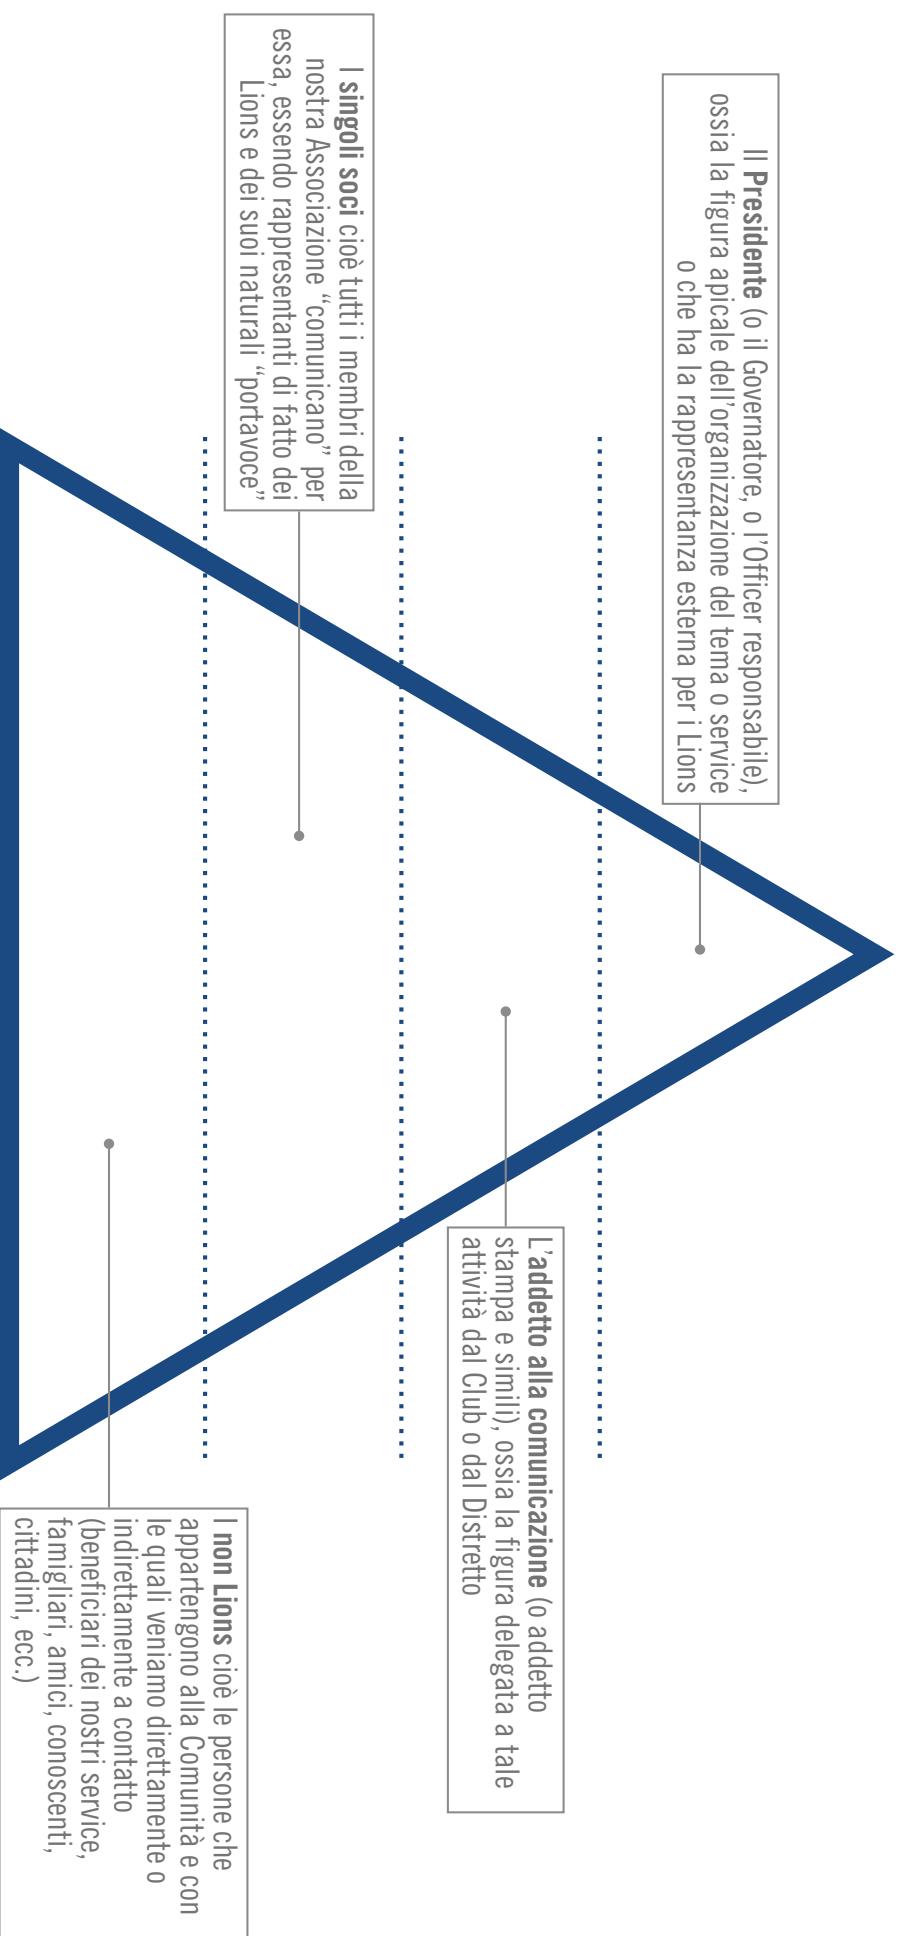 Il Presidente (o il Governatore, o l'Officer responsabile),
ossia la figura apicale dell'organizzazione del tema o service
o che ha la rappresentanza esterna per i Lions
L'addetto alla comunicazione (o addetto
stampa e simili), ossia la figura delegata a tale
attività dal Club o dal Distretto
I singoli soci cioè tutti i membri della
nostra Associazione “comunicano” per
essa, essendo rappresentanti di fatto dei
Lions e dei suoi naturali “portavoce”
I non Lions cioè le persone che
appartengono alla Comunità e con
le quali veniamo direttamente o
indirettamente a contatto
(beneficiari dei nostri service,
famigliari, amici, conoscenti,
cittadini, ecc.)